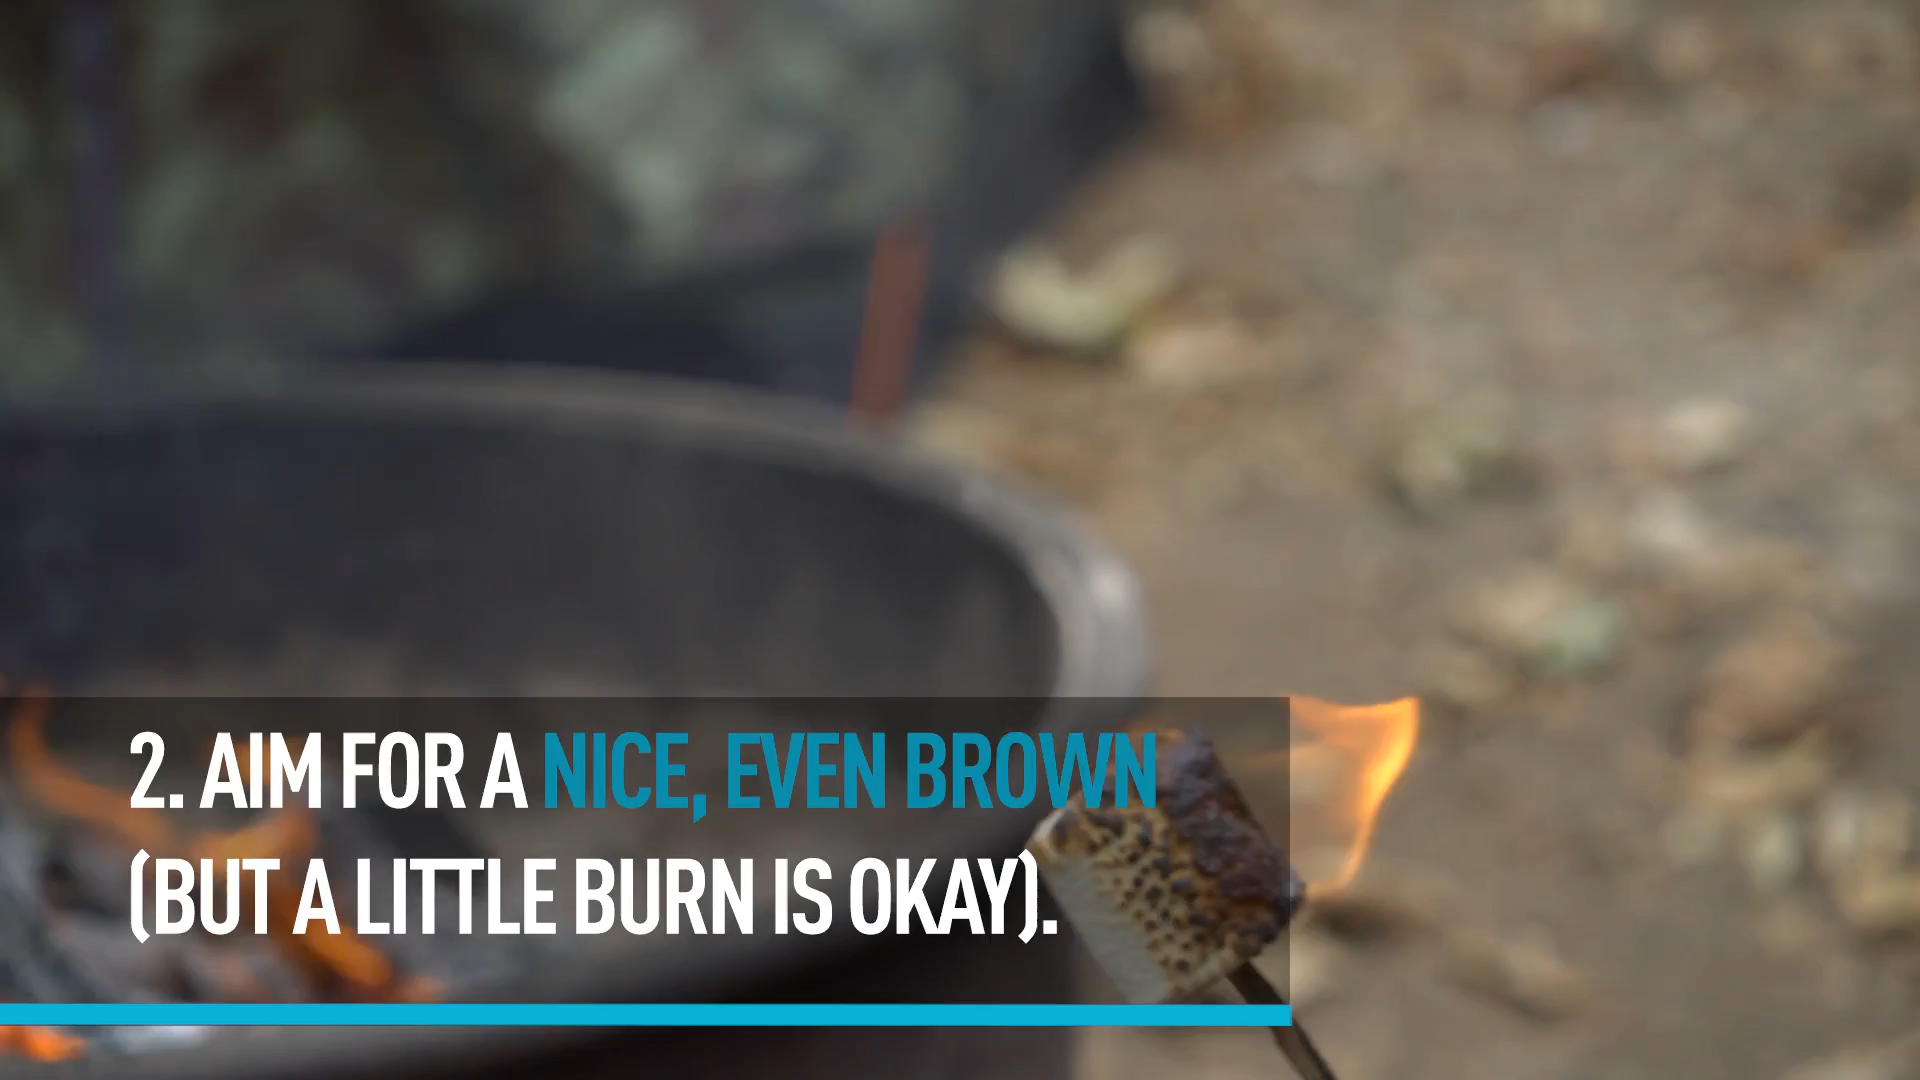 2. AIM FOR A NICE, EVEN BROWN
(BUT A LITTLE BURN IS OKAY).